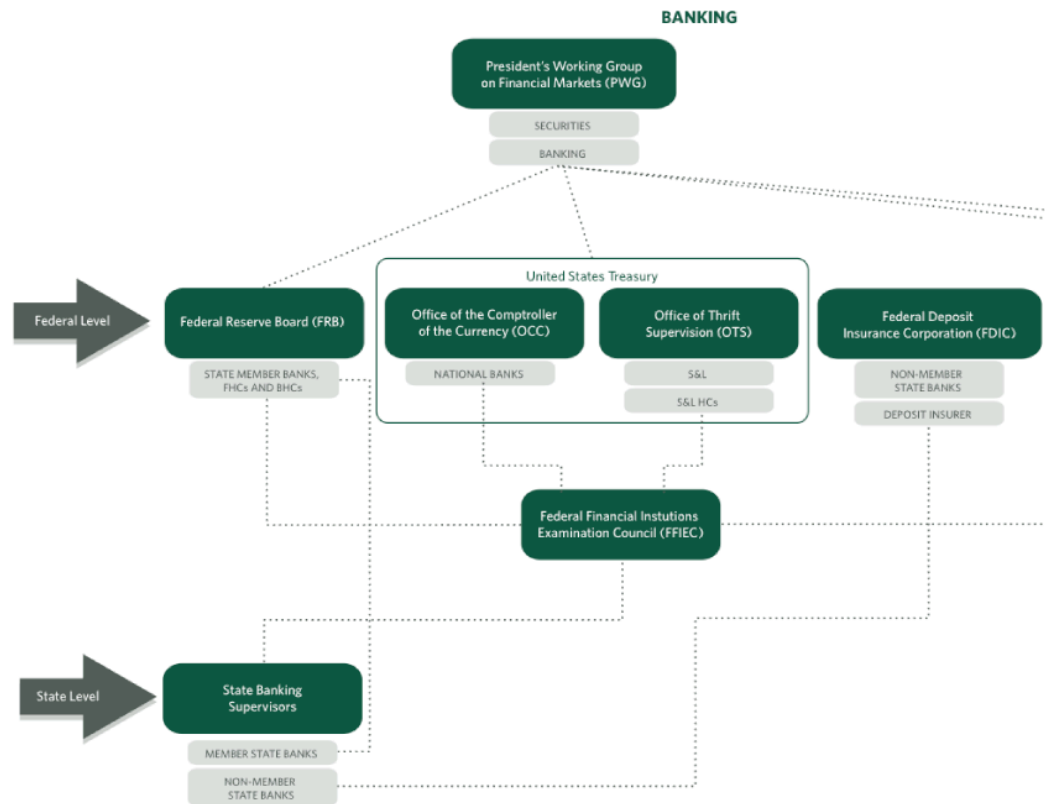 BANKING
President's Working Group
on Financial Markets (PWG)
SECURITIES
BANKING
United States Treasury
Federal Level
Federal Reserve Board (FRB)
STATE MEMBER BANKS,
FHCs AND BHCs
Office of the Comptroller
of the Currency (OCC)
NATIONAL BANKS
Office of Thrift
Supervision (OTS)
S&L
S&L HCs
Federal Deposit
Insurance Corporation (FDIC)
NON-MEMBER
STATE BANKS
DEPOSIT INSURER
Federal Financial Instutions
Examination Council (FFIEC)
State Level
State Banking
Supervisors
MEMBER STATE BANKS
NON-MEMBER
STATE BANKS